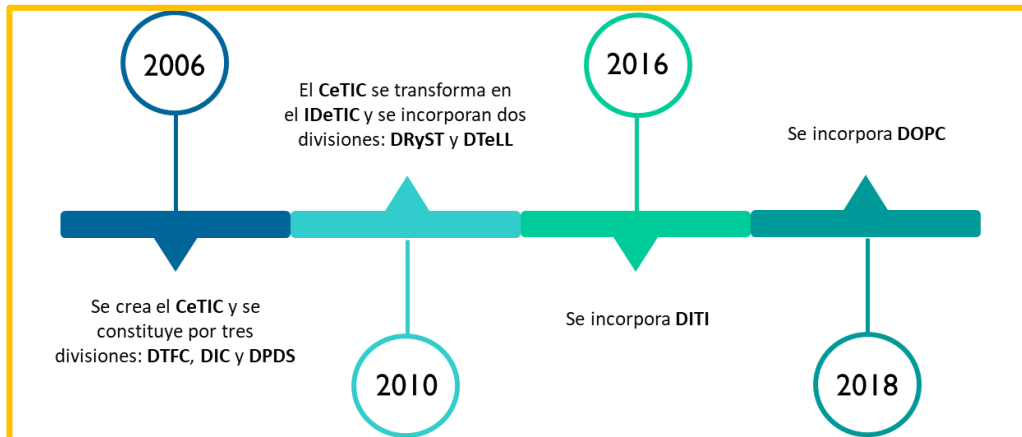 2006
Se crea el CeTIC y se
constituye por tres
divisiones: DTFC, DIC y DPDS
El CeTIC se transforma en
el IDeTIC y se incorporan dos
divisiones: DRyST y DTeLL
2010
2016
Se incorpora DITI
Se incorpora DOPC
2018